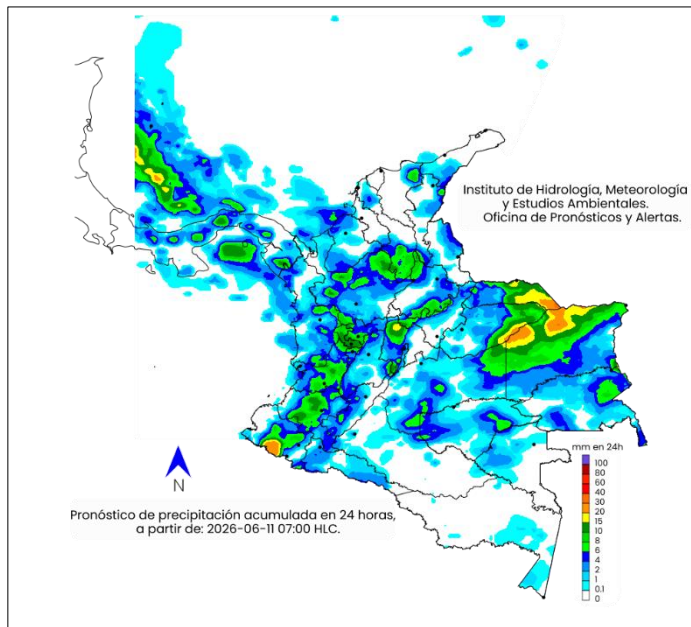 Instituto de Hidrología, Meteorología
y Estudios Ambientales.
Oficina de Pronósticos y Alertas.
mm en 24h
100
80
60
40
30
20
15
10
8
6
4
2
1
0.1
0
N
Pronóstico de precipitación acumulada en 24 horas,
a partir de: 2026-06-11 07:00 HLC.